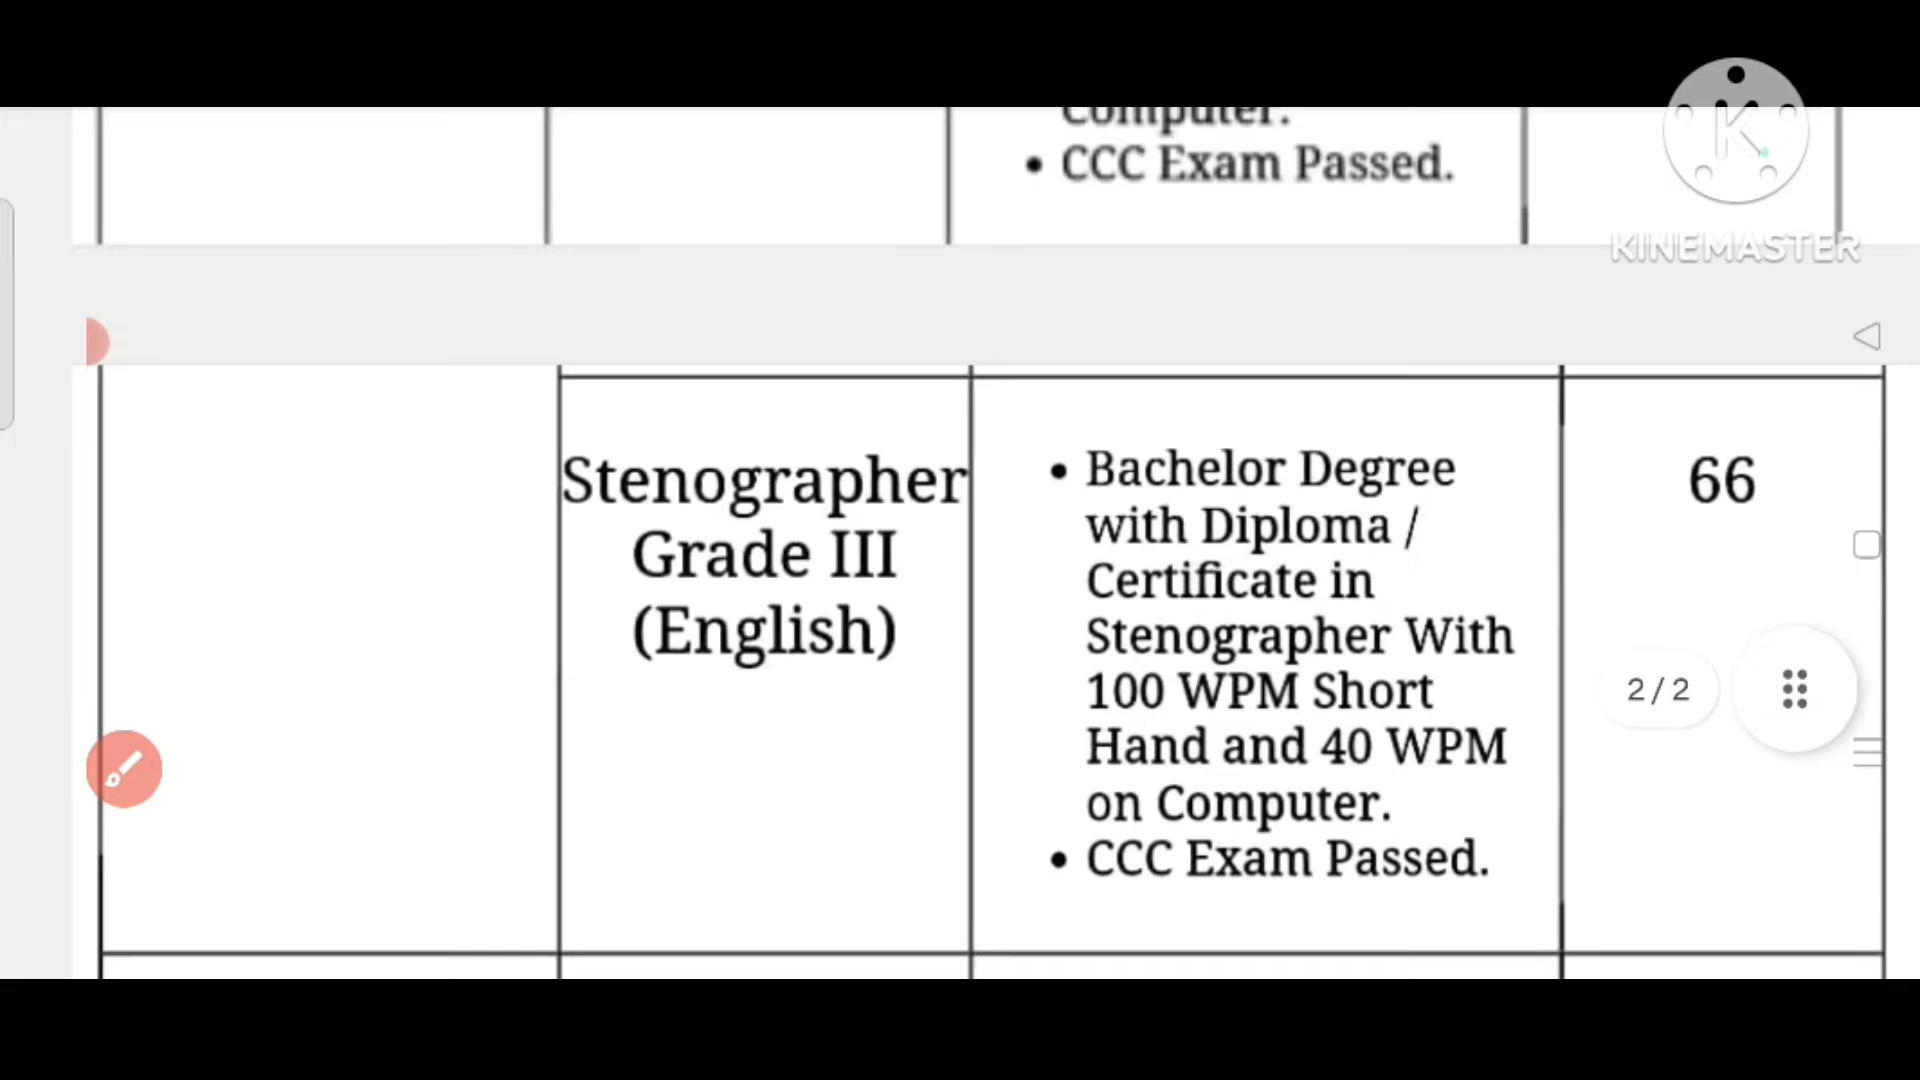 Computer.
• CCC Exam Passed.
KINEMASTER
Stenographer
Grade III
(English)
• Bachelor Degree
with Diploma /
Certificate in
Stenographer With
100 WPM Short
Hand and 40 WPM
on Computer.
• CCC Exam Passed.
66
2 / 2